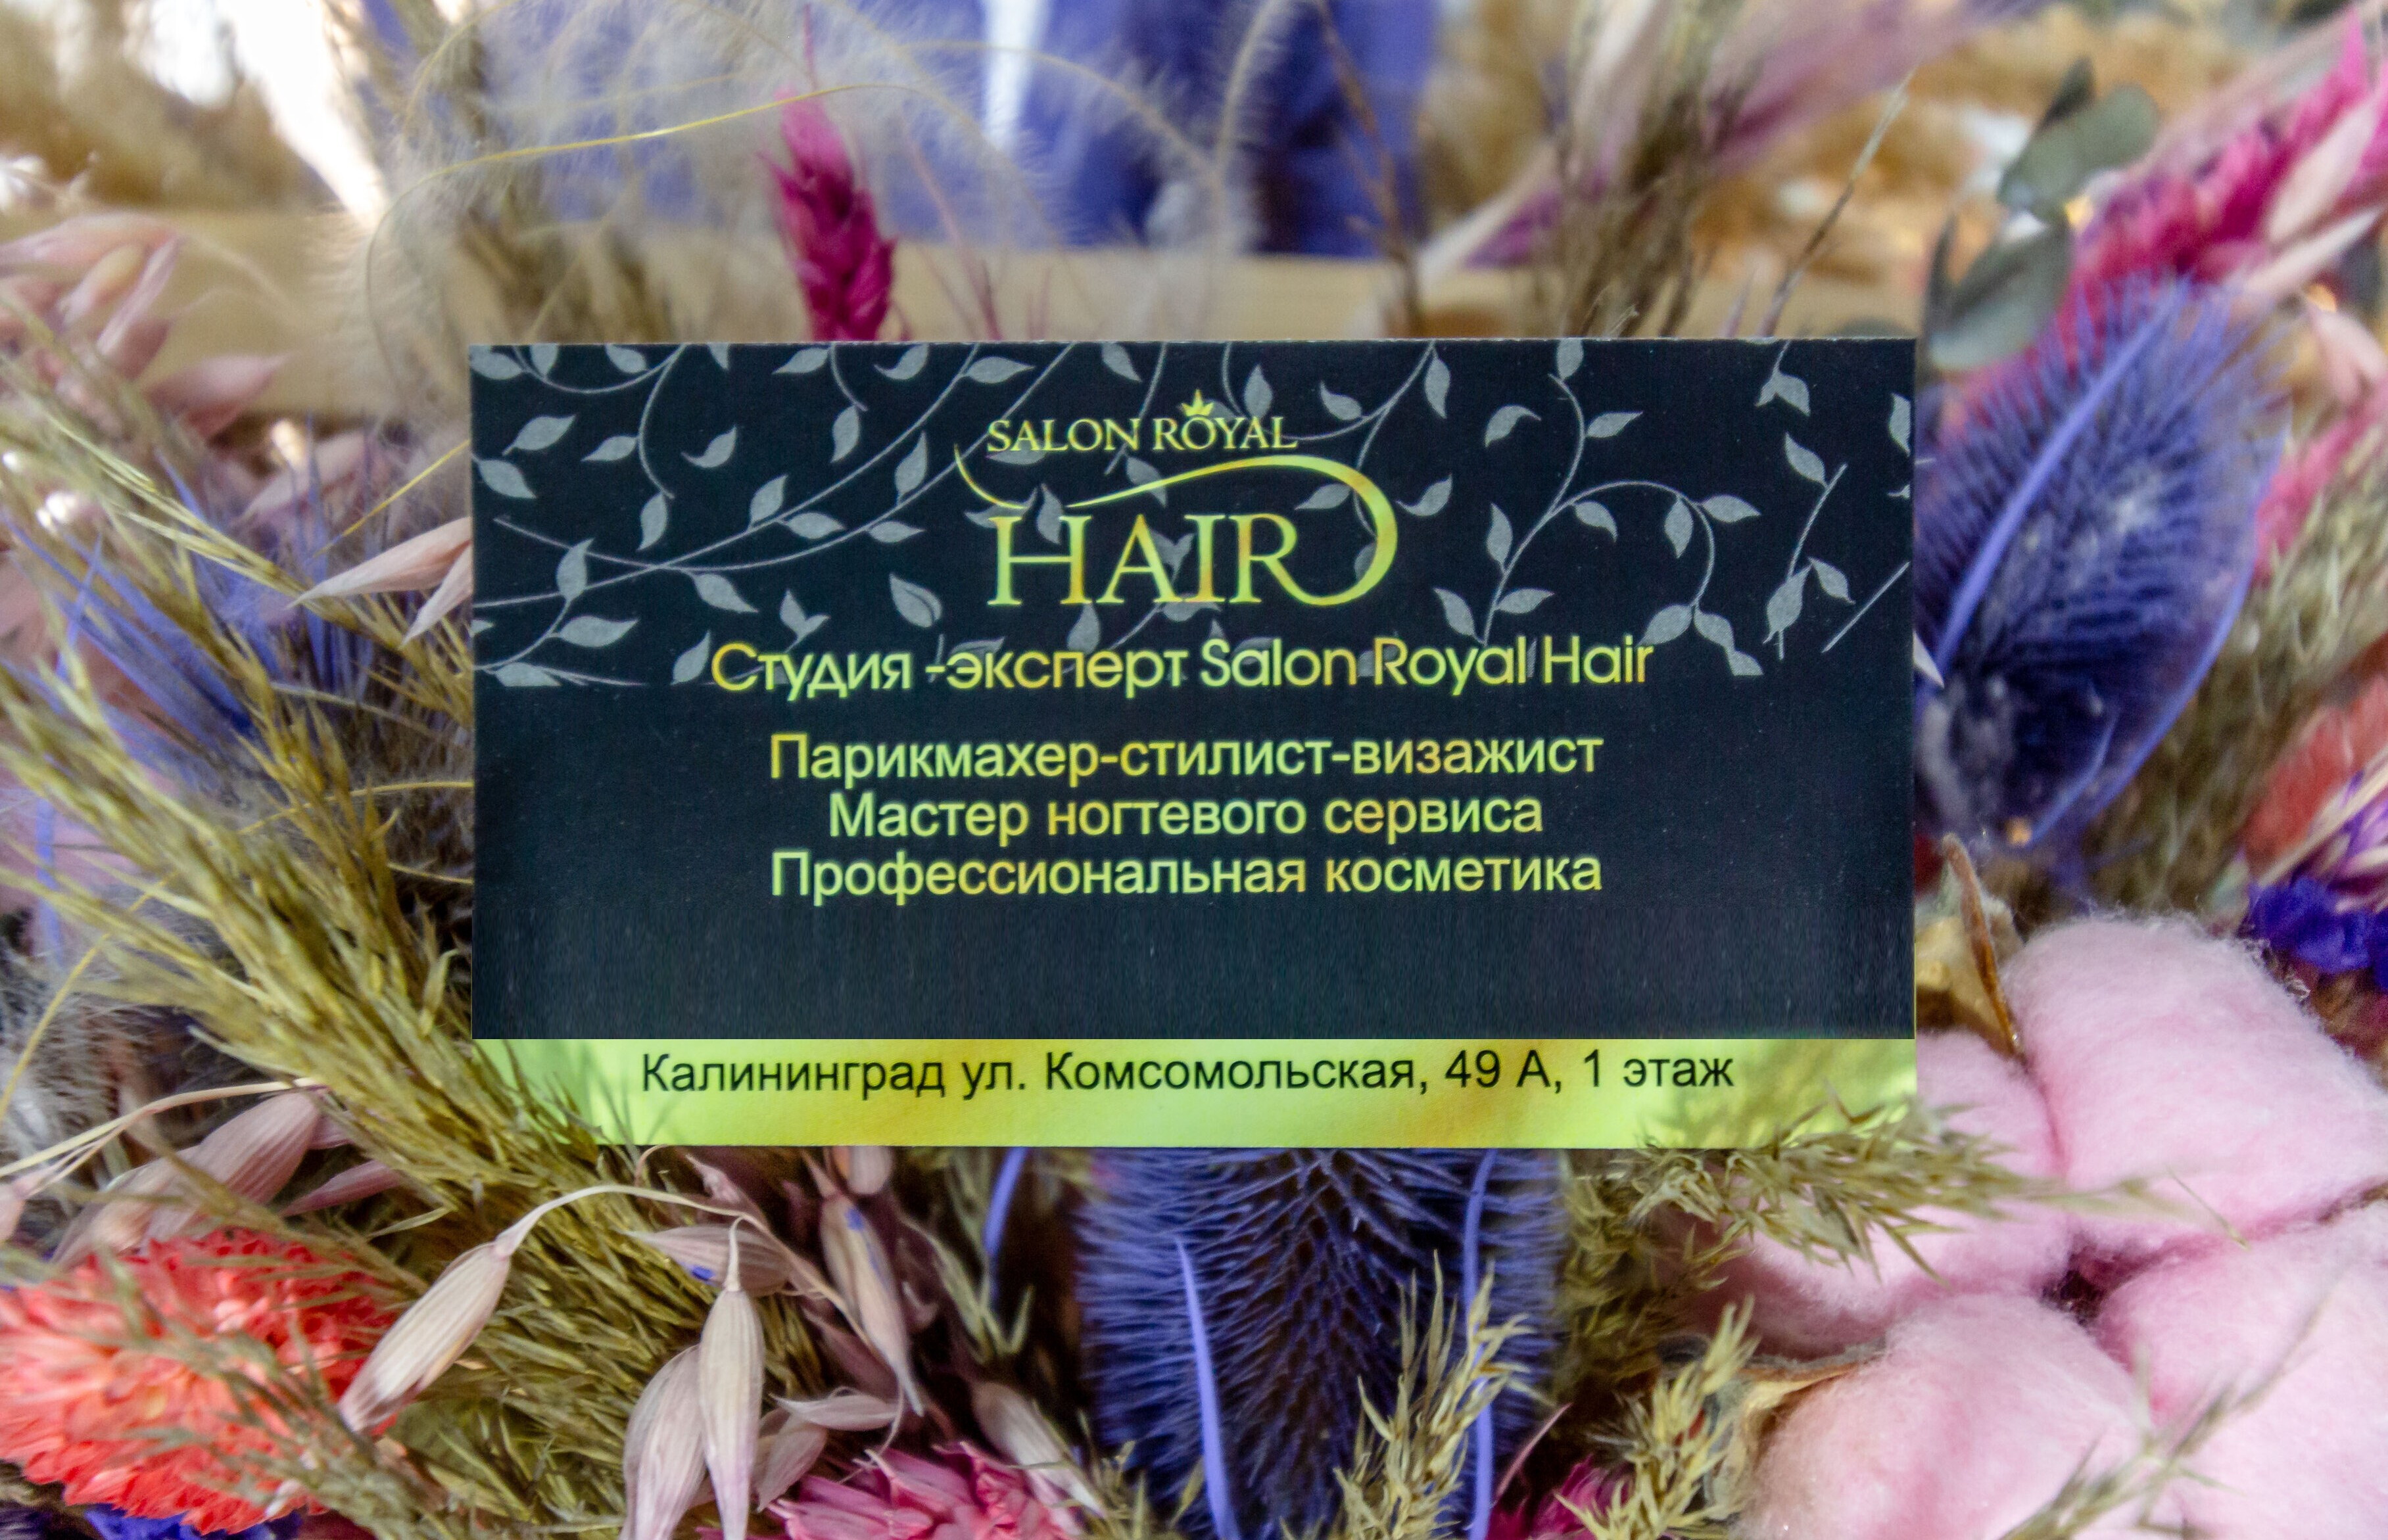 SALON ROYAL
HAIR
Студия -эксперт Salon Royal Hair
Парикмахер-стилист-визажист
Мастер ногтевого сервиса
Профессиональная косметика
Калининград ул. Комсомольская, 49 А, 1 этаж